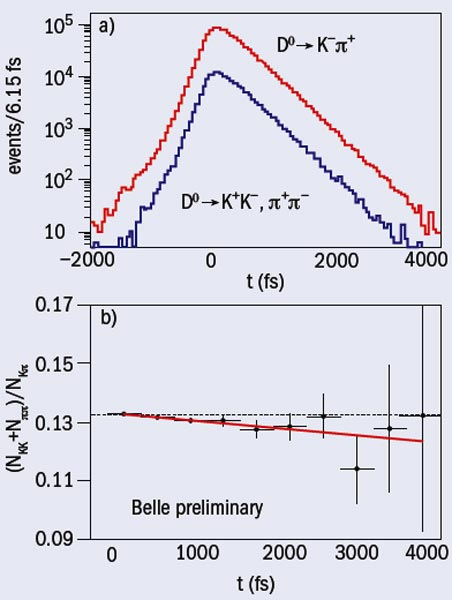 a)
10⁵
10⁴
10³
10²
10
events/6.15 fs
D⁰→K⁻π⁺
D⁰→K⁺K⁻, π⁺π⁻
−2000 0 2000 4000
t (fs)
b)
0.17
0.15
0.13
0.11
0.09
(N_KK+N_ππ)/N_Kπ
Belle preliminary
0 1000 2000 3000 4000
t (fs)